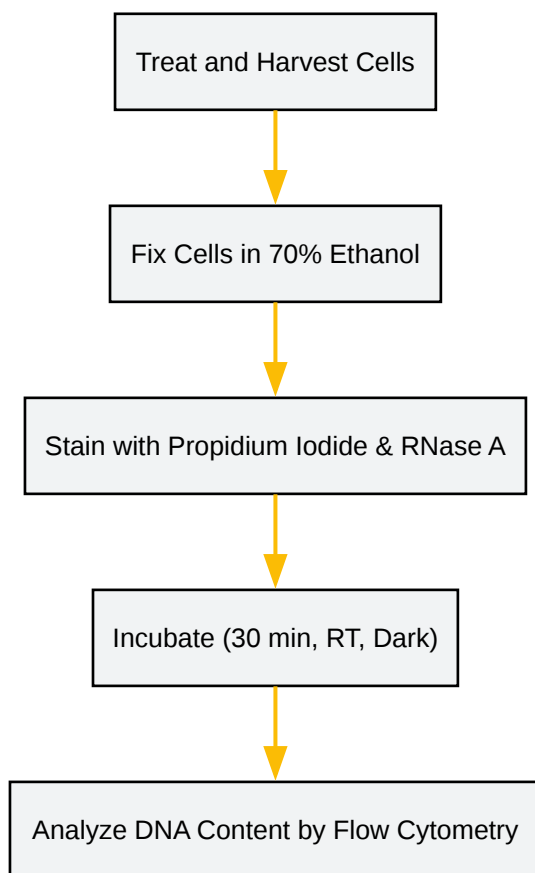 Treat and Harvest Cells
Fix Cells in 70% Ethanol
Stain with Propidium Iodide & RNase A
Incubate (30 min, RT, Dark)
Analyze DNA Content by Flow Cytometry